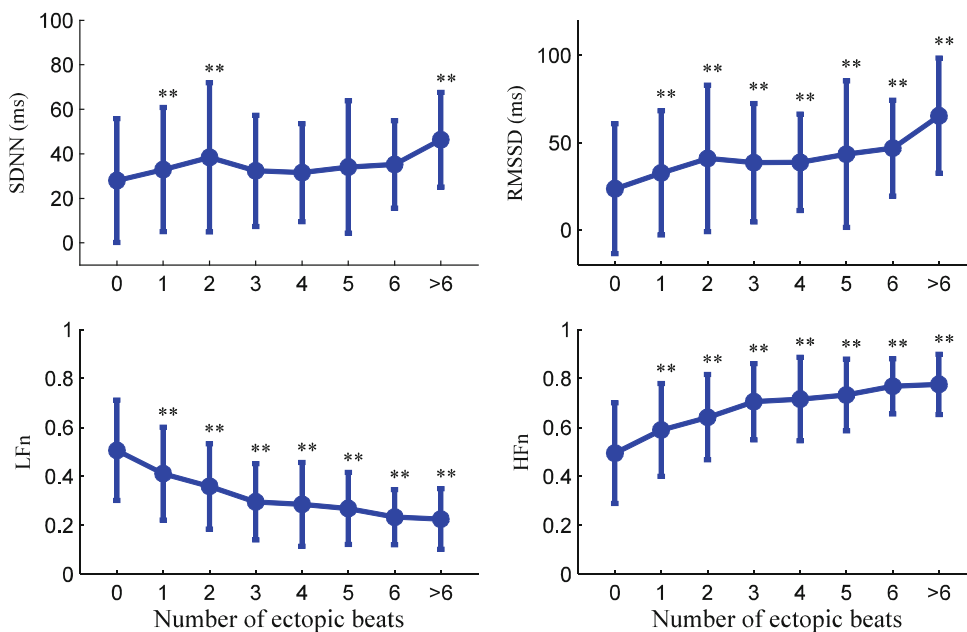 100
80
60
40
20
0
SDNN (ms)
** ** **
0 1 2 3 4 5 6 >6
100
50
0
RMSSD (ms)
** ** ** ** ** ** **
0 1 2 3 4 5 6 >6
1
0.8
0.6
0.4
0.2
0
LFn
** ** ** ** ** ** **
0 1 2 3 4 5 6 >6
Number of ectopic beats
1
0.8
0.6
0.4
0.2
0
HFn
** ** ** ** ** ** **
0 1 2 3 4 5 6 >6
Number of ectopic beats